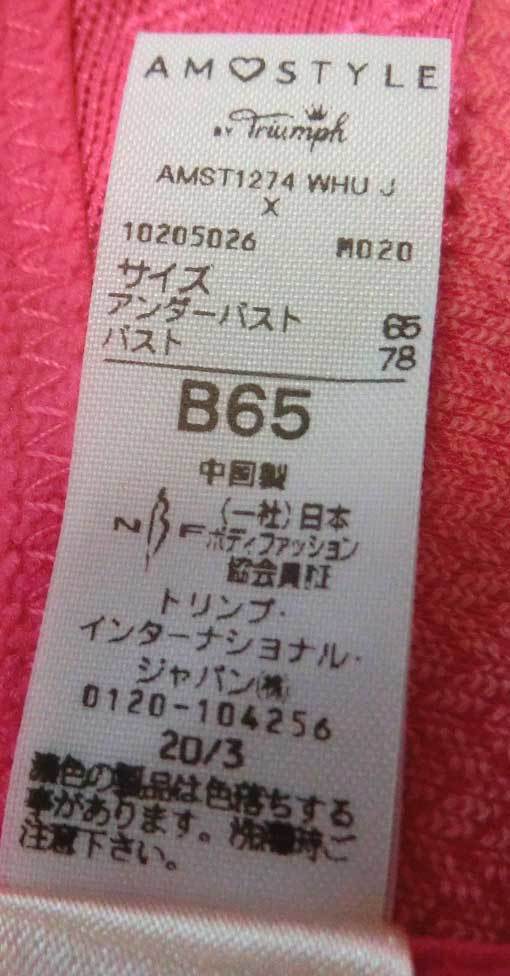 AM♡STYLE
BY Triumph
AMST1274 WHU J
X
10205026 M020
サイズ
アンダーバスト 65
バスト 78
B65
中国製
NBF (一社)日本
ボディファッション
協会員証
トリンプ・
インターナショナル・
ジャパン(株)
0120-104256
20/3
濃色の製品は色落ちする
事があります。洗濯時ご
注意下さい。